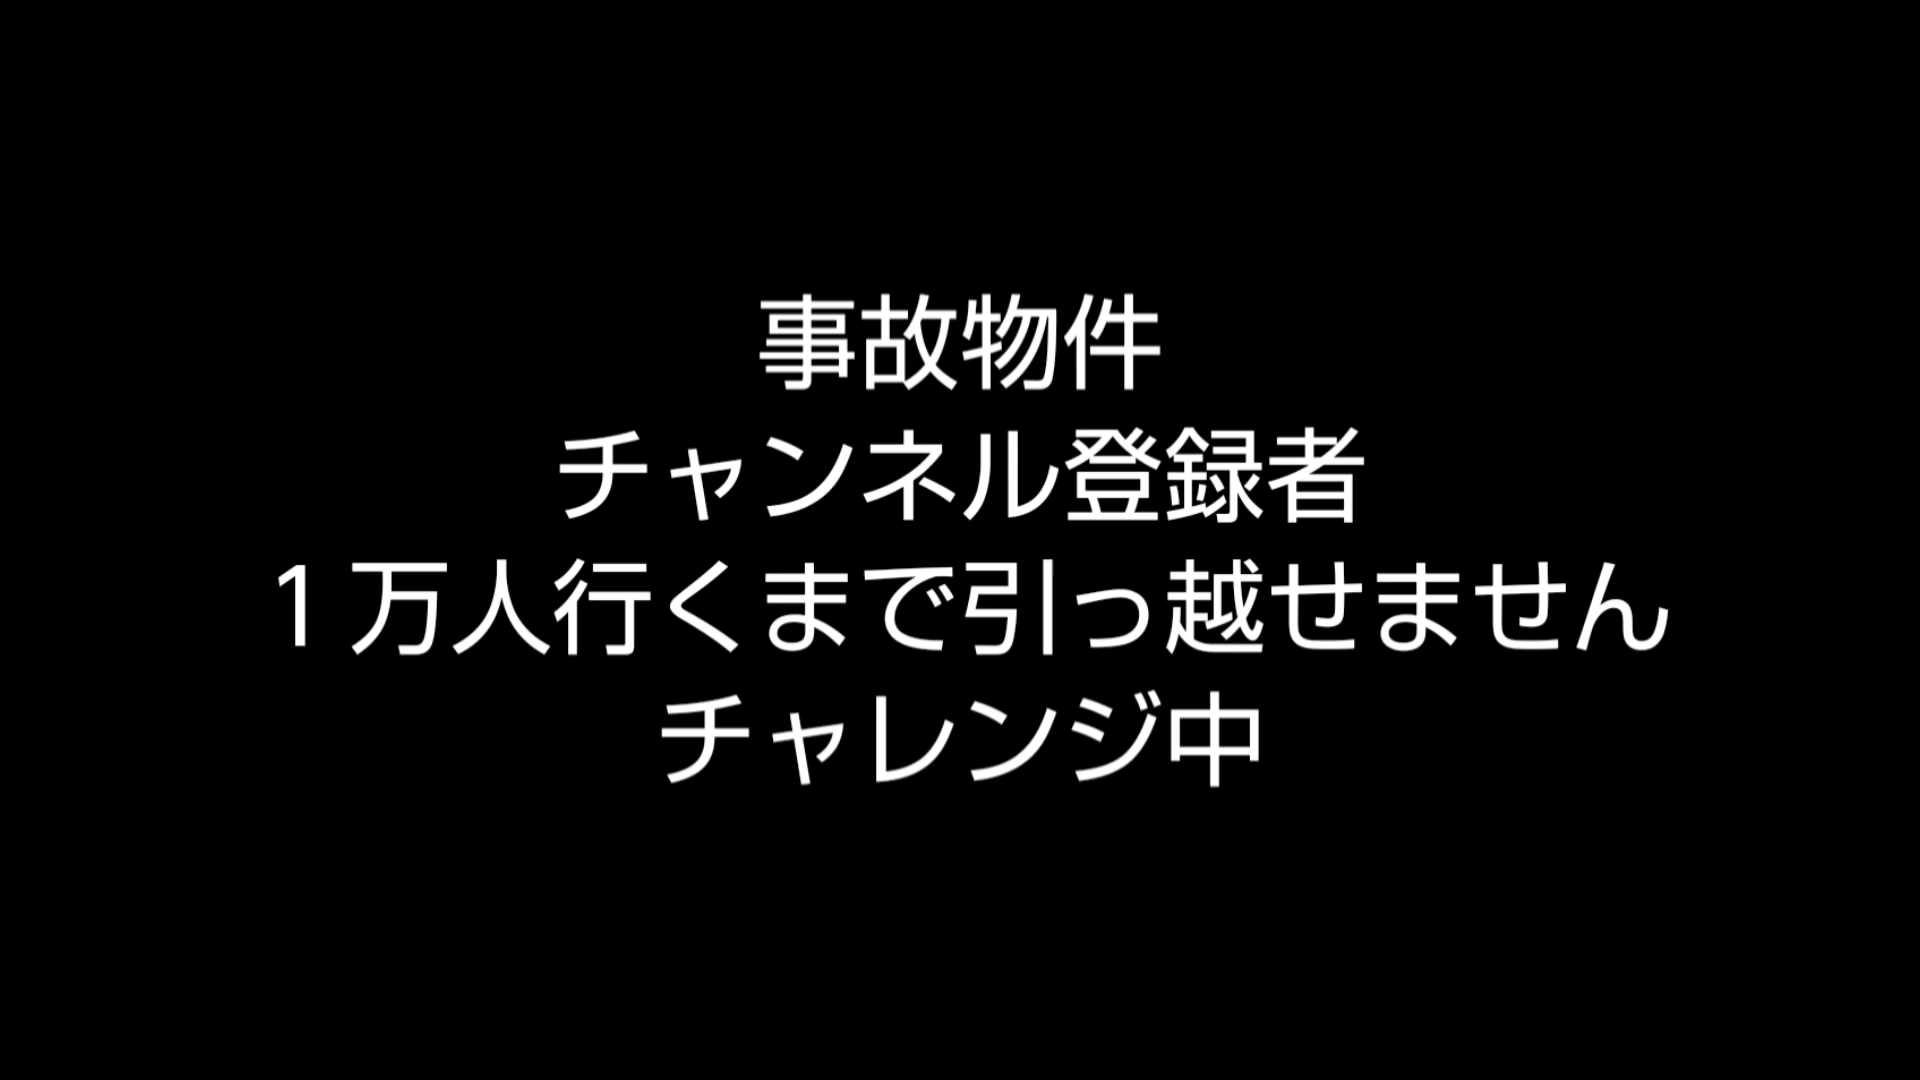 事故物件
チャンネル登録者
１万人行くまで引っ越せません
チャレンジ中